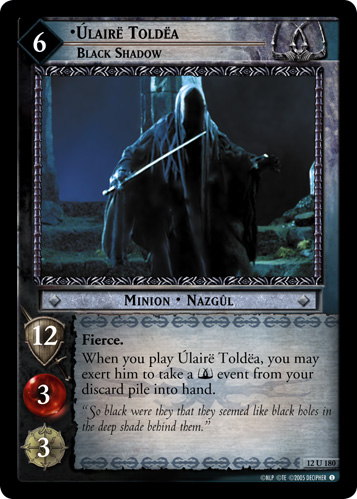 6
•Úlairë Toldëa
Black Shadow
Minion • Nazgûl
12
3
3
Fierce.
When you play Úlairë Toldëa, you may
exert him to take a event from your
discard pile into hand.
"So black were they that they seemed like black holes in
the deep shade behind them."
12 U 180
©NLP ©TE ©2005 DECIPHER